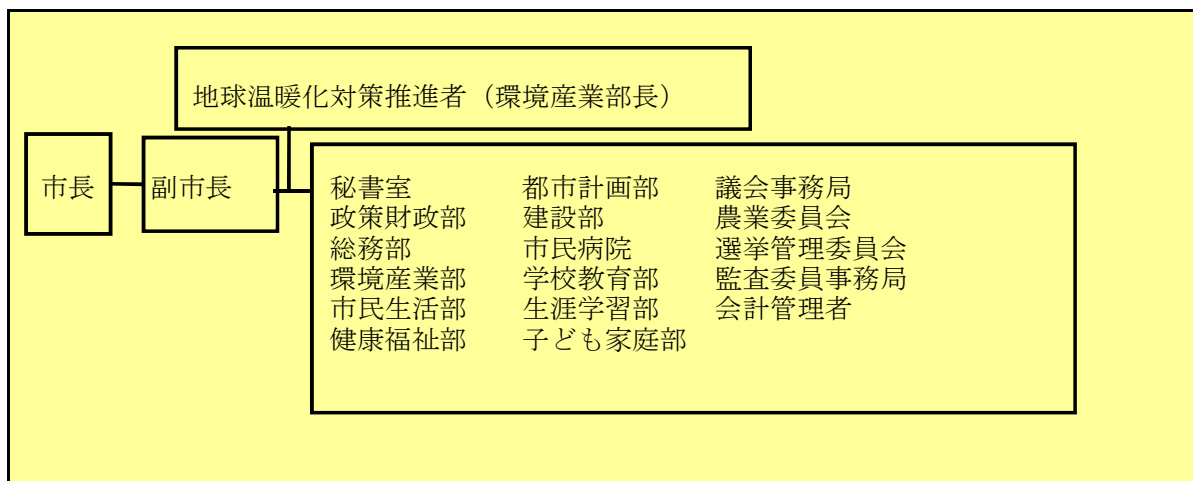 地球温暖化対策推進者（環境産業部長）
市長
副市長
秘書室 都市計画部 議会事務局
政策財政部 建設部 農業委員会
総務部 市民病院 選挙管理委員会
環境産業部 学校教育部 監査委員事務局
市民生活部 生涯学習部 会計管理者
健康福祉部 子ども家庭部